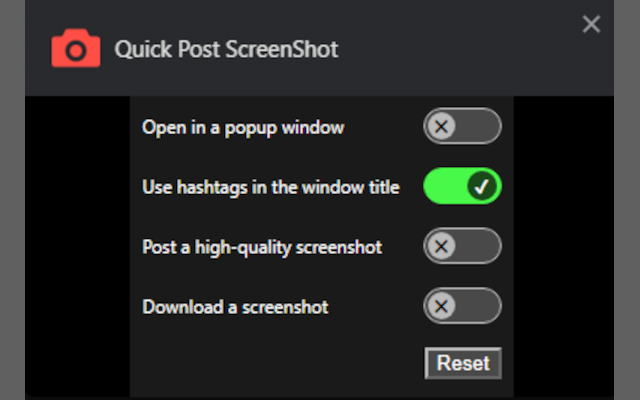 Quick Post ScreenShot
Open in a popup window
Use hashtags in the window title
Post a high-quality screenshot
Download a screenshot
Reset